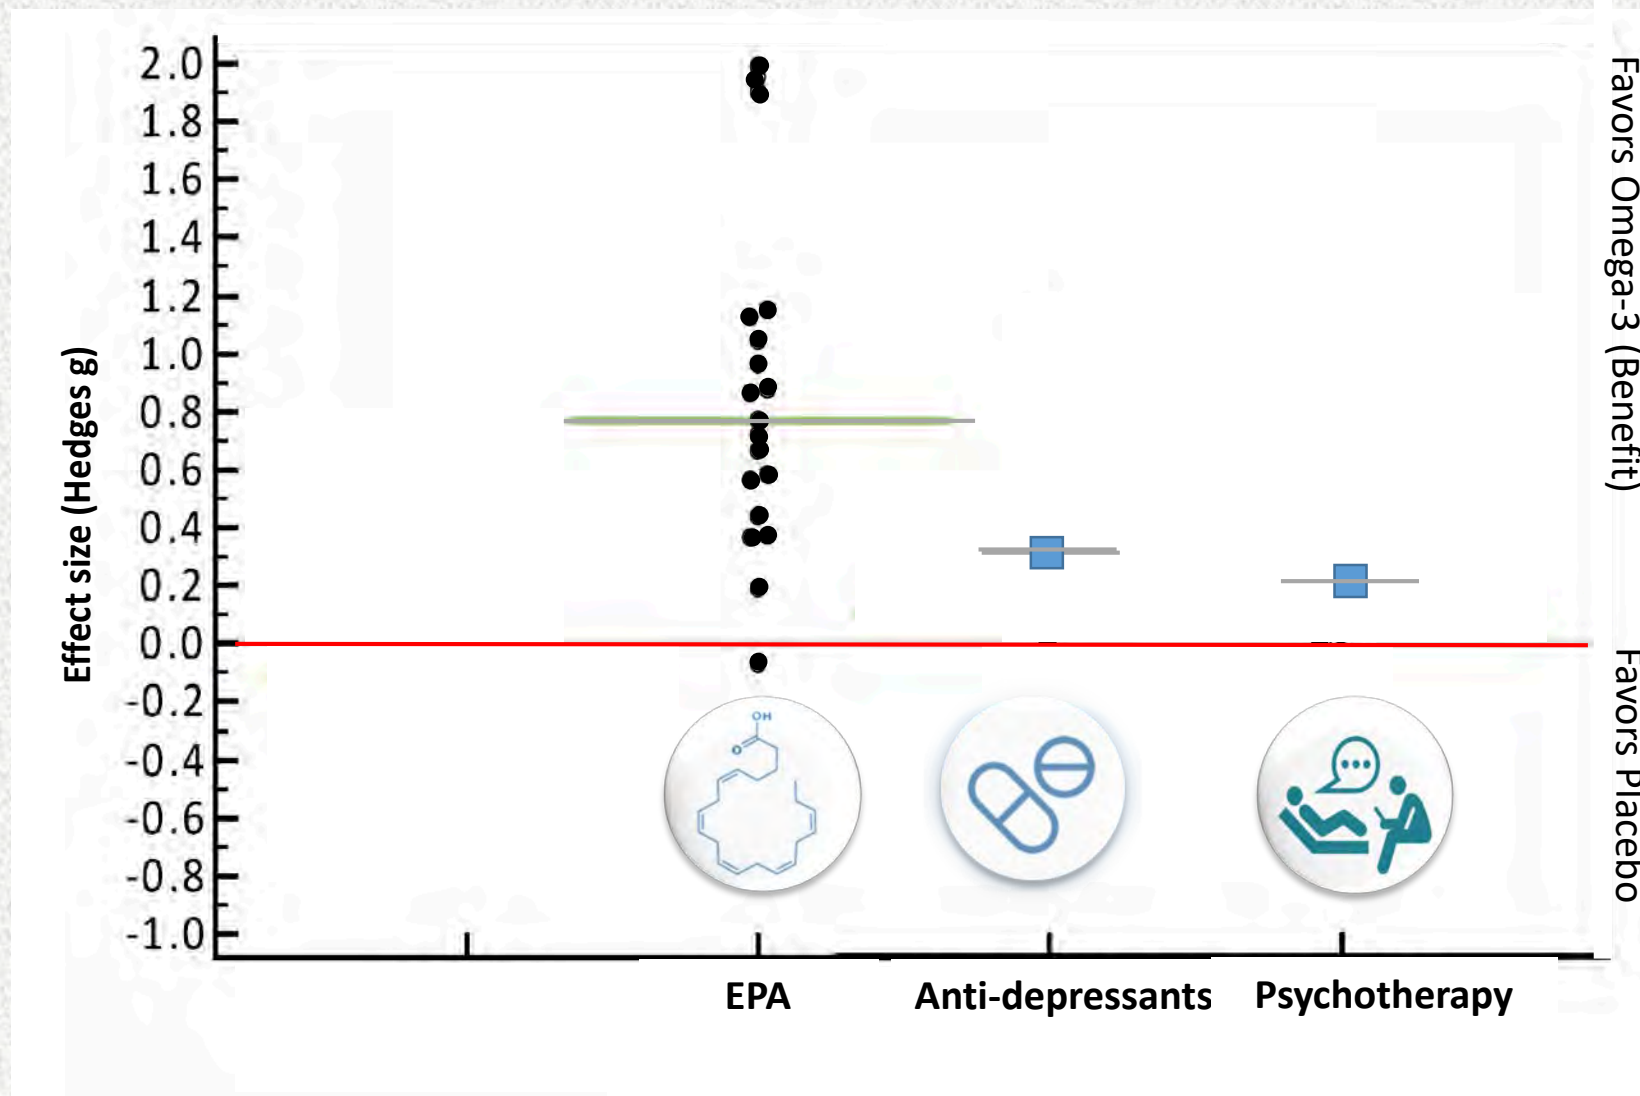 2.0
1.8
1.6
1.4
1.2
1.0
0.8
0.6
0.4
0.2
0.0
-0.2
-0.4
-0.6
-0.8
-1.0
Effect size (Hedges g)
Favors Omega-3 (Benefit)
Favors Placebo
OH
O
EPA
Anti-depressants
Psychotherapy